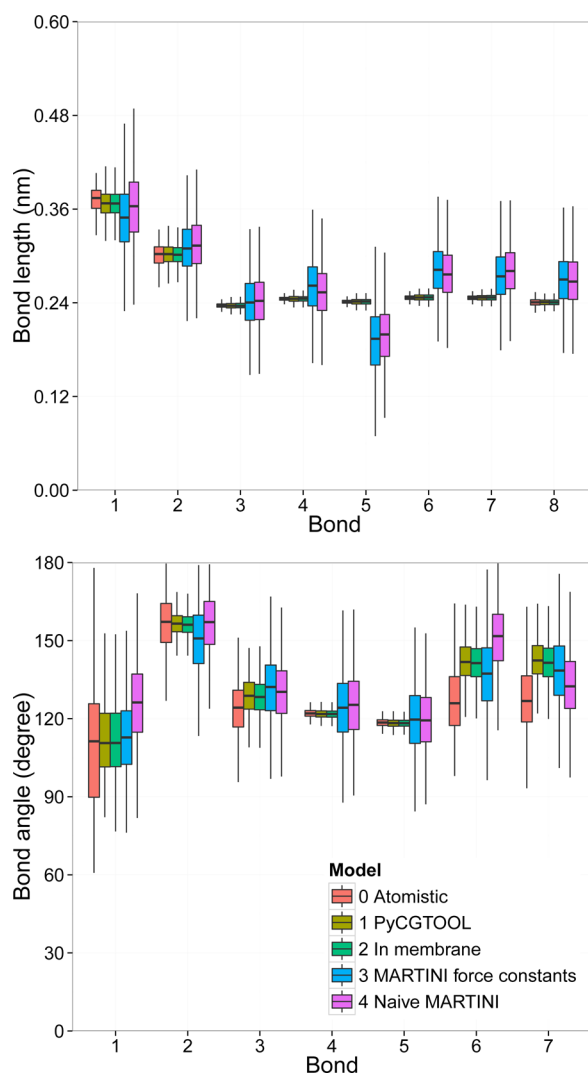 0.60
0.48
0.36
0.24
0.12
0.00
Bond length (nm)
1 2 3 4 5 6 7 8
Bond
180
150
120
90
60
30
0
Bond angle (degree)
Model
0 Atomistic
1 PyCGTOOL
2 In membrane
3 MARTINI force constants
4 Naive MARTINI
1 2 3 4 5 6 7
Bond